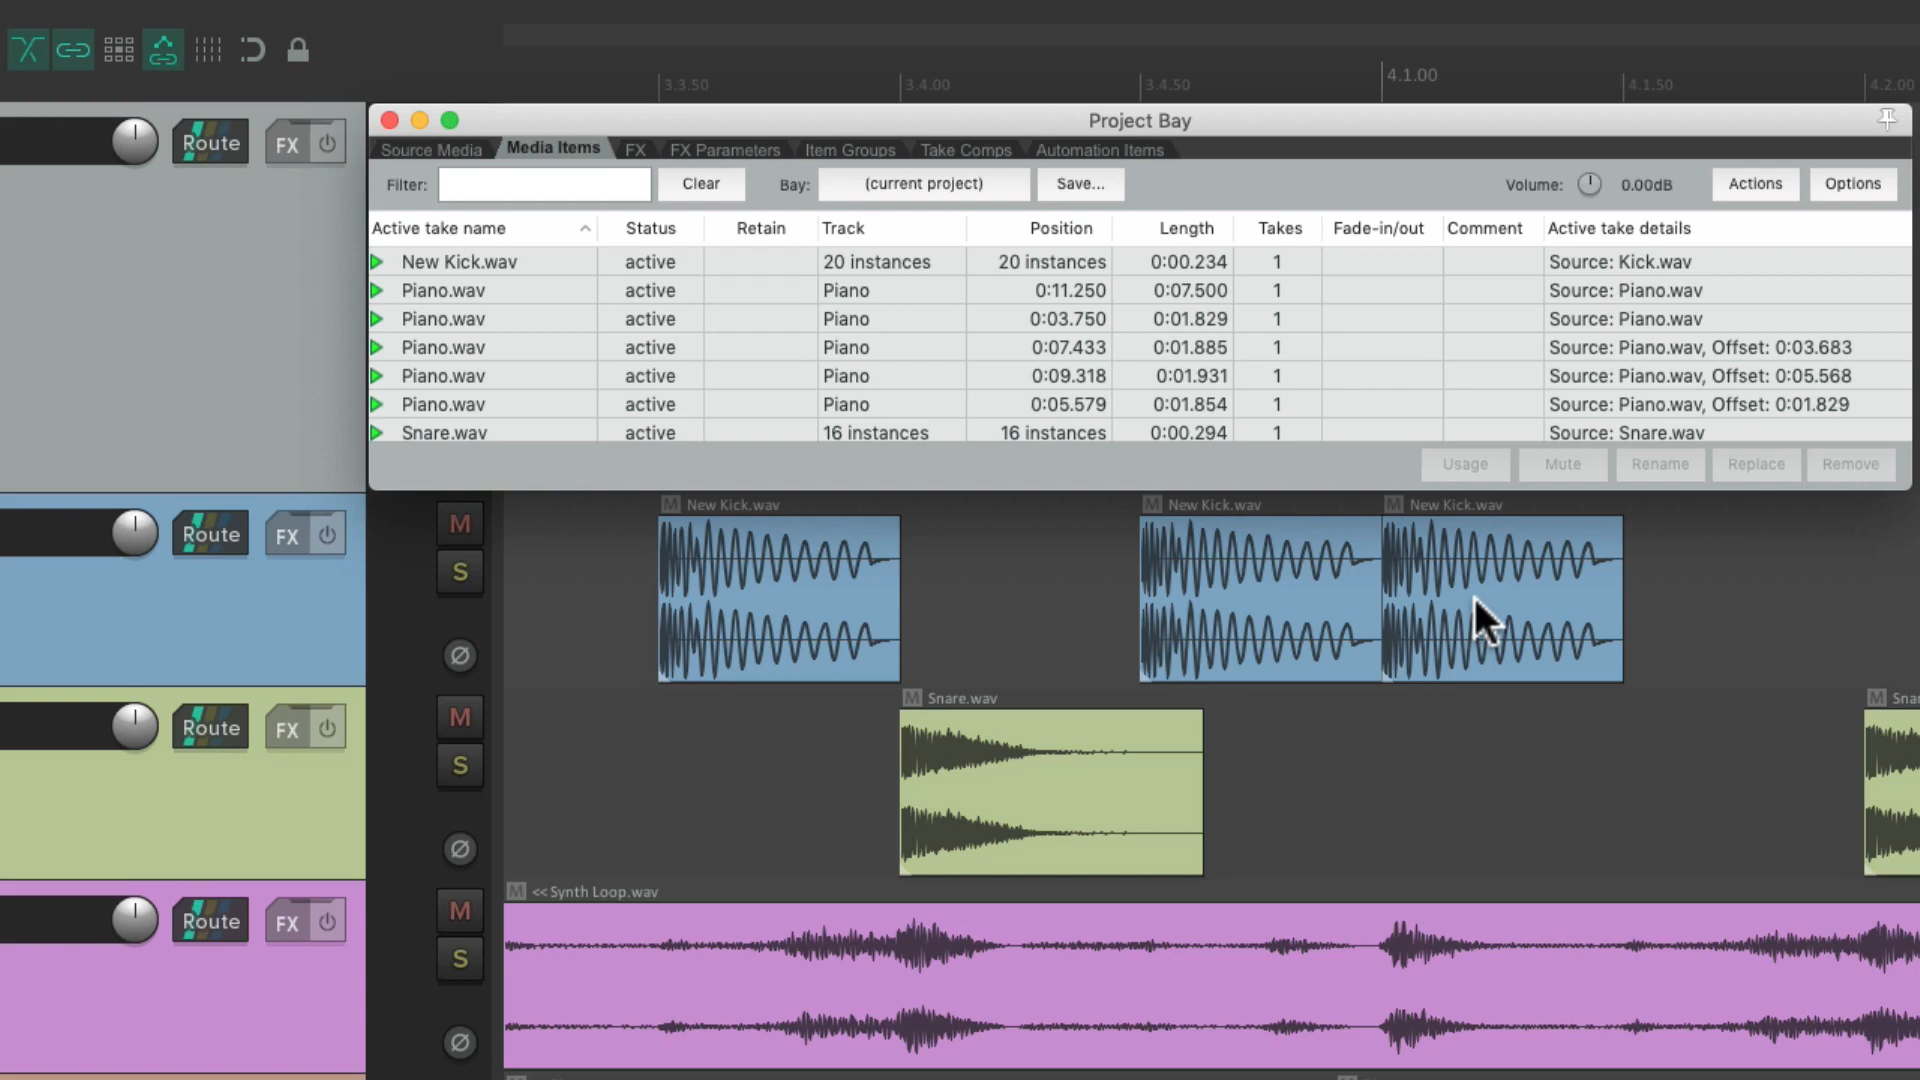 3.3.50 3.4.00 3.4.50 4.1.00 4.1.50 4.2.00
Project Bay
Source Media Media Items FX FX Parameters Item Groups Take Comps Automation Items
Filter: Clear Bay: (current project) Save... Volume: 0.00dB Actions Options
Active take name Status Retain Track Position Length Takes Fade-in/out Comment Active take details
New Kick.wav active 20 instances 20 instances 0:00.234 1 Source: Kick.wav
Piano.wav active Piano 0:11.250 0:07.500 1 Source: Piano.wav
Piano.wav active Piano 0:03.750 0:01.829 1 Source: Piano.wav
Piano.wav active Piano 0:07.433 0:01.885 1 Source: Piano.wav, Offset: 0:03.683
Piano.wav active Piano 0:09.318 0:01.931 1 Source: Piano.wav, Offset: 0:05.568
Piano.wav active Piano 0:05.579 0:01.854 1 Source: Piano.wav, Offset: 0:01.829
Snare.wav active 16 instances 16 instances 0:00.294 1 Source: Snare.wav
Usage Mute Rename Replace Remove
Route FX
M New Kick.wav M New Kick.wav M New Kick.wav
Route FX M
S
M Snare.wav M Snar
Route FX M
S
M <<Synth Loop.wav
Route FX M
S